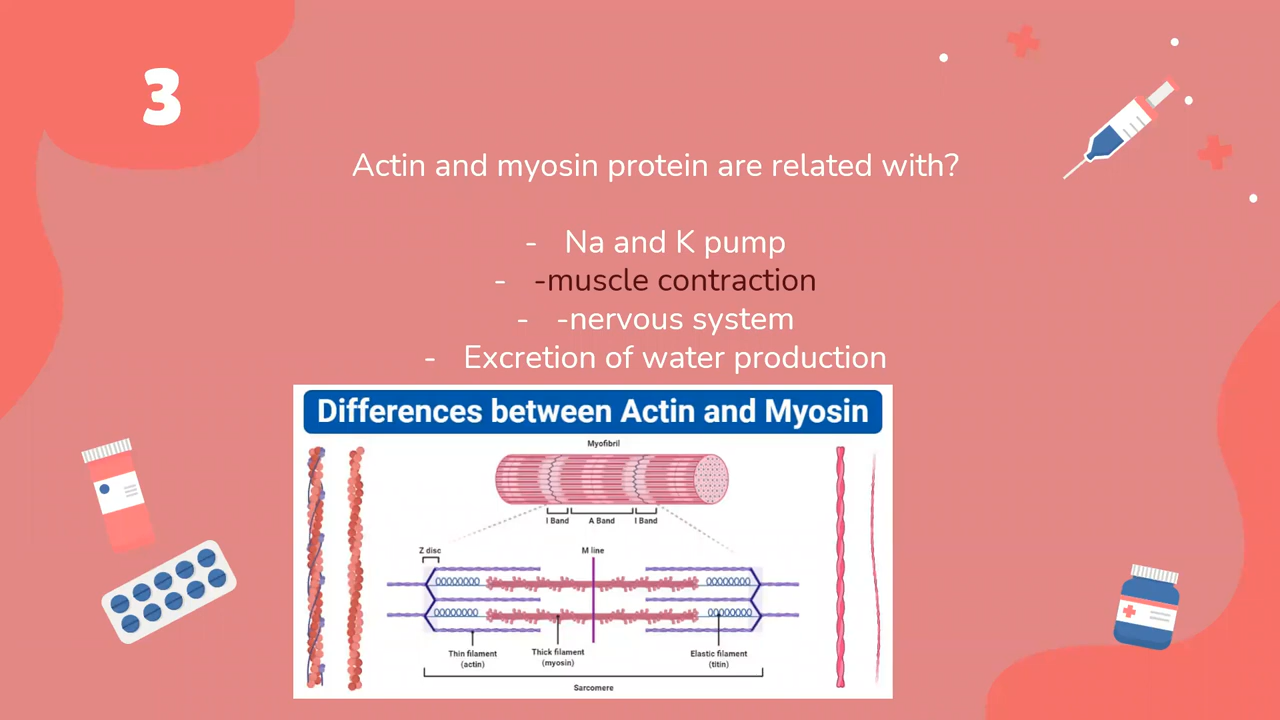 3
Actin and myosin protein are related with?
- Na and K pump
- -muscle contraction
- -nervous system
- Excretion of water production
Differences between Actin and Myosin
Myofibril
I Band A Band I Band
Z disc M line
Thin filament
(actin)
Thick filament
(myosin)
Elastic filament
(titin)
Sarcomere